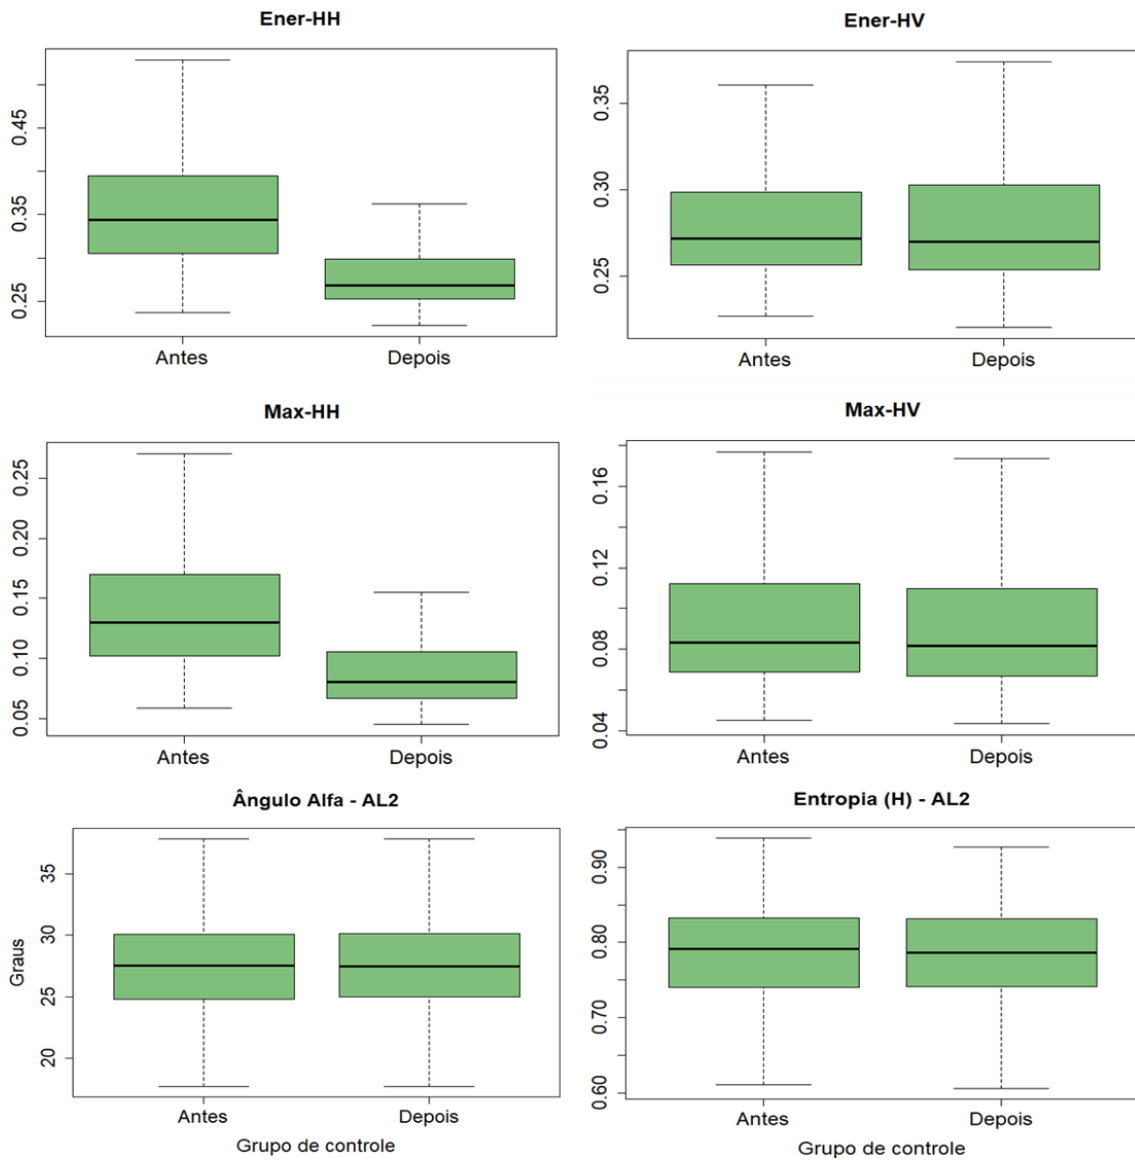 Ener-HH
0.45
0.35
0.25
Antes Depois
Ener-HV
0.35
0.30
0.25
Antes Depois
Max-HH
0.25
0.20
0.15
0.10
0.05
Antes Depois
Max-HV
0.16
0.12
0.08
0.04
Antes Depois
Ângulo Alfa - AL2
Graus
35
30
25
20
Antes Depois
Grupo de controle
Entropia (H) - AL2
0.90
0.80
0.70
0.60
Antes Depois
Grupo de controle